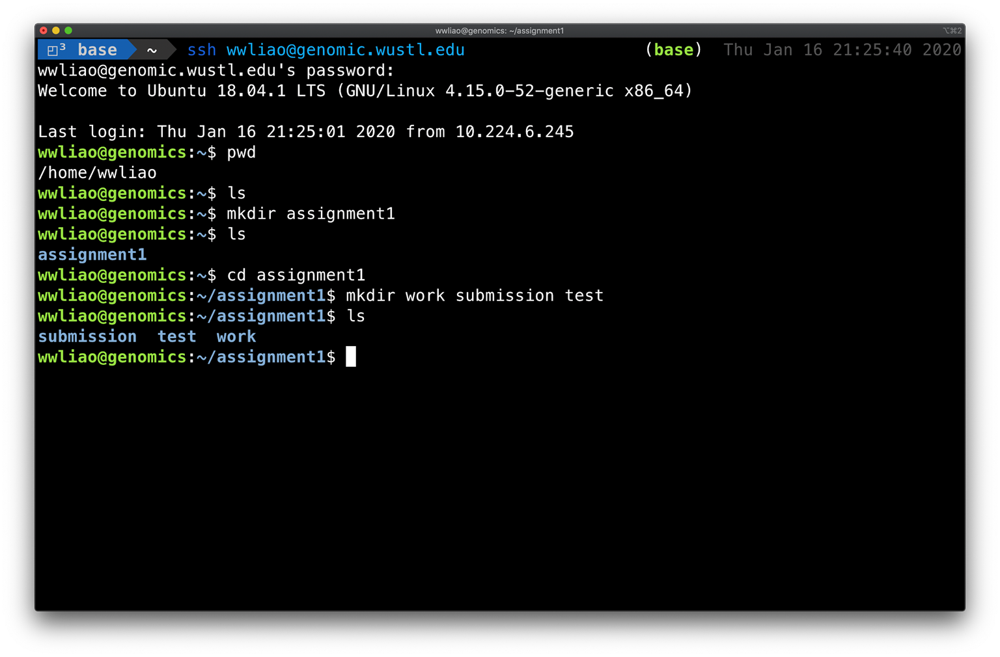 wwliao@genomics: ~/assignment1 ⌥⌘2
◰³ base ~ ssh wwliao@genomic.wustl.edu (base) Thu Jan 16 21:25:40 2020
wwliao@genomic.wustl.edu's password:
Welcome to Ubuntu 18.04.1 LTS (GNU/Linux 4.15.0-52-generic x86_64)
Last login: Thu Jan 16 21:25:01 2020 from 10.224.6.245
wwliao@genomics:~$ pwd
/home/wwliao
wwliao@genomics:~$ ls
wwliao@genomics:~$ mkdir assignment1
wwliao@genomics:~$ ls
assignment1
wwliao@genomics:~$ cd assignment1
wwliao@genomics:~/assignment1$ mkdir work submission test
wwliao@genomics:~/assignment1$ ls
submission  test  work
wwliao@genomics:~/assignment1$